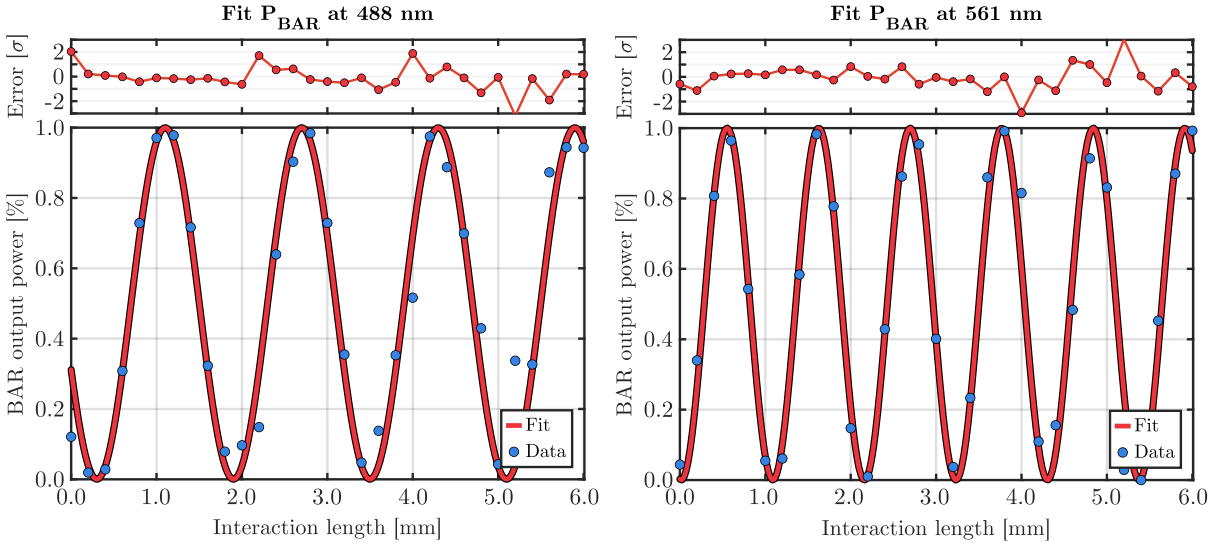 Fit P_BAR at 488 nm
Error [σ]
2
0
-2
BAR output power [%]
1.0
0.8
0.6
0.4
0.2
0.0
Fit
Data
0.0 1.0 2.0 3.0 4.0 5.0 6.0
Interaction length [mm]
Fit P_BAR at 561 nm
Error [σ]
2
0
-2
BAR output power [%]
1.0
0.8
0.6
0.4
0.2
0.0
Fit
Data
0.0 1.0 2.0 3.0 4.0 5.0 6.0
Interaction length [mm]